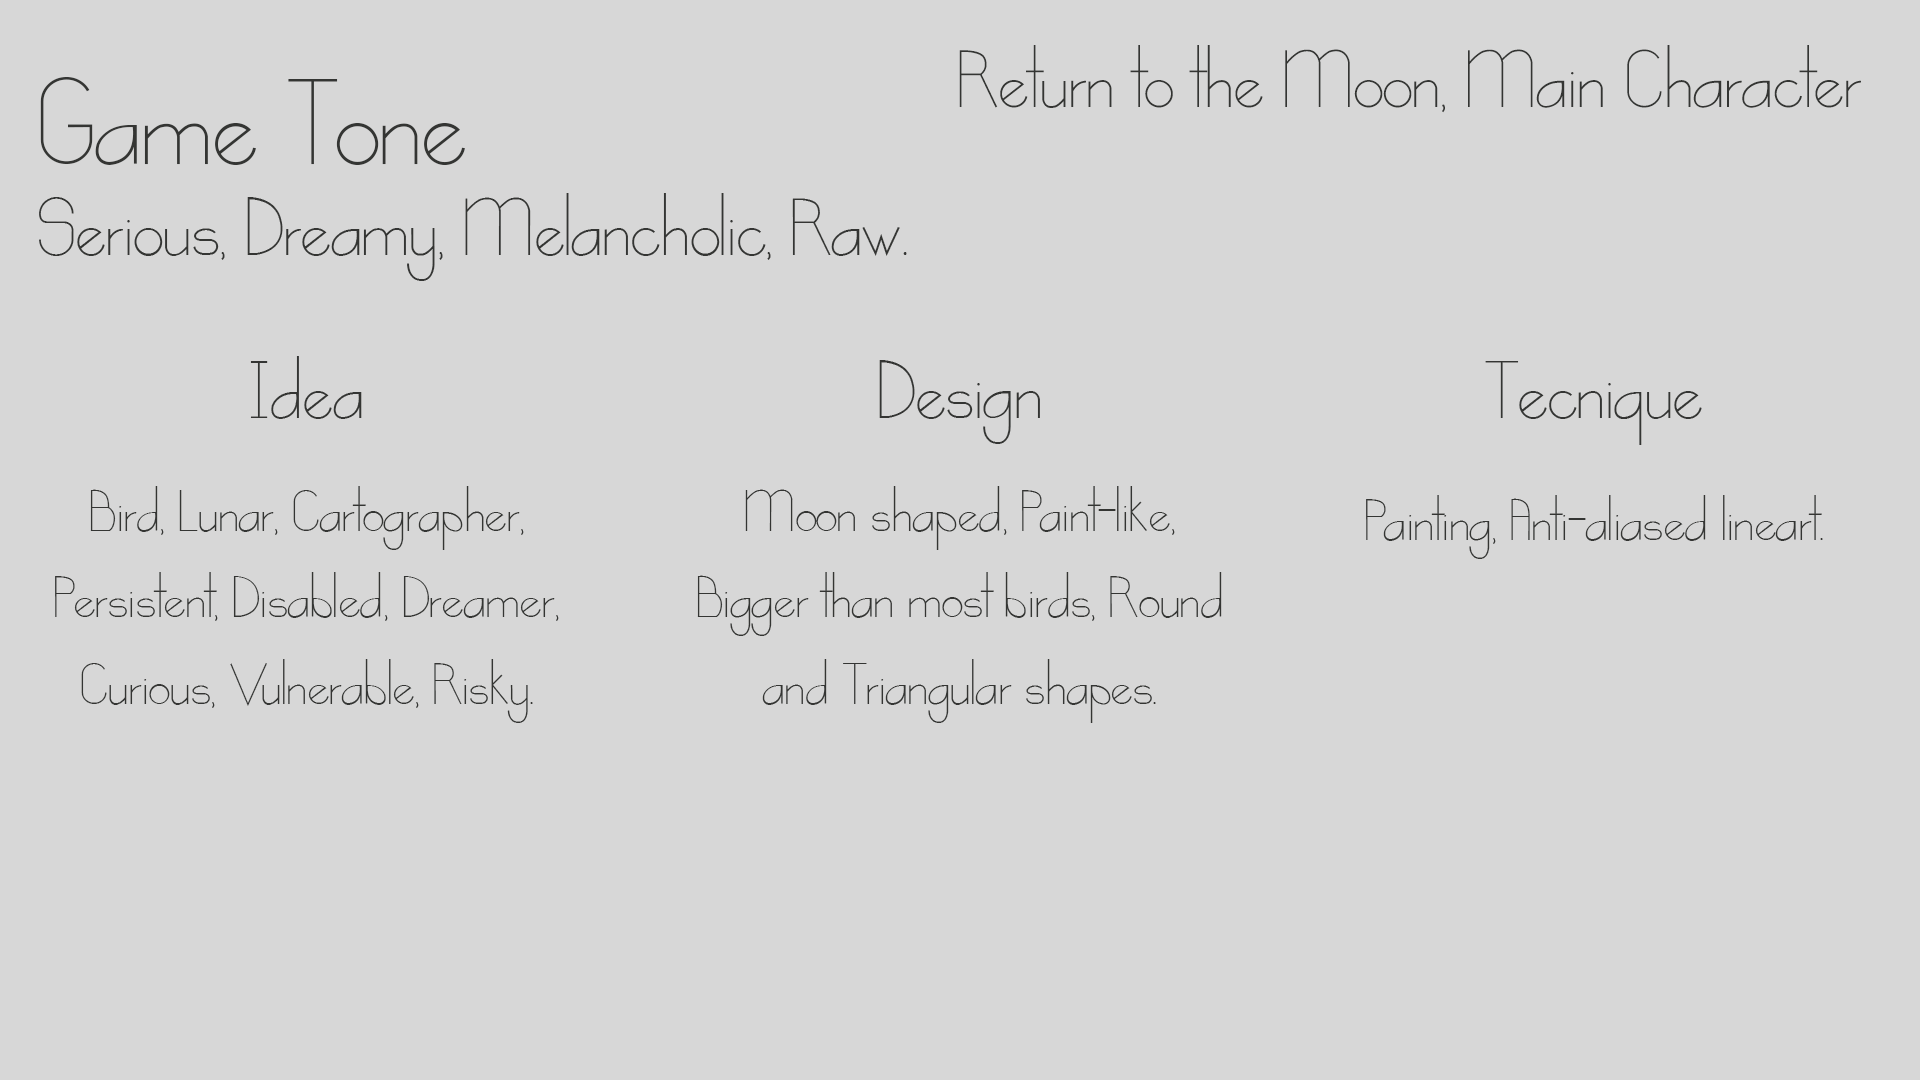 Return to the Moon, Main Character
Game Tone
Serious, Dreamy, Melancholic, Raw.
Idea
Bird, Lunar, Cartographer,
Persistent, Disabled, Dreamer,
Curious, Vulnerable, Risky.
Design
Moon shaped, Paint-like,
Bigger than most birds, Round
and Triangular shapes.
Tecnique
Painting, Anti-aliased lineart.